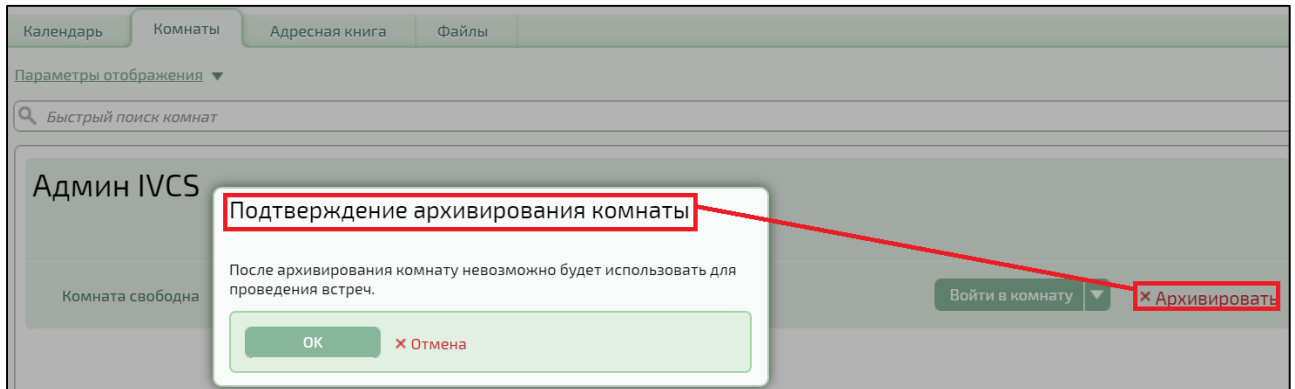 Календарь Комнаты Адресная книга Файлы
Параметры отображения
Быстрый поиск комнат
Админ IVCS
Подтверждение архивирования комнаты
После архивирования комнату невозможно будет использовать для
проведения встреч.
Комната свободна Войти в комнату × Архивировать
OK × Отмена